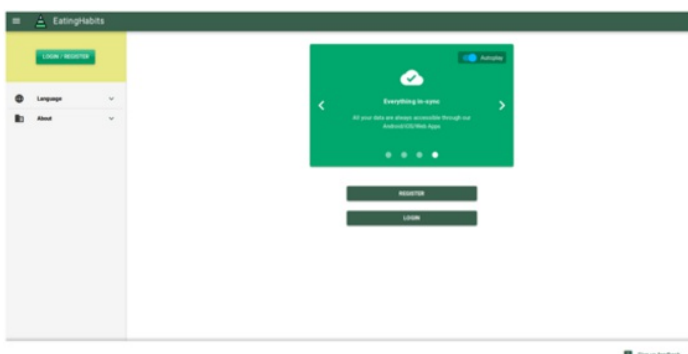 EatingHabits
LOGIN / REGISTER
Language
About
Autoplay
Everything in-sync
All your data are always accessible through our
Android/iOS/Web Apps
REGISTER
LOGIN